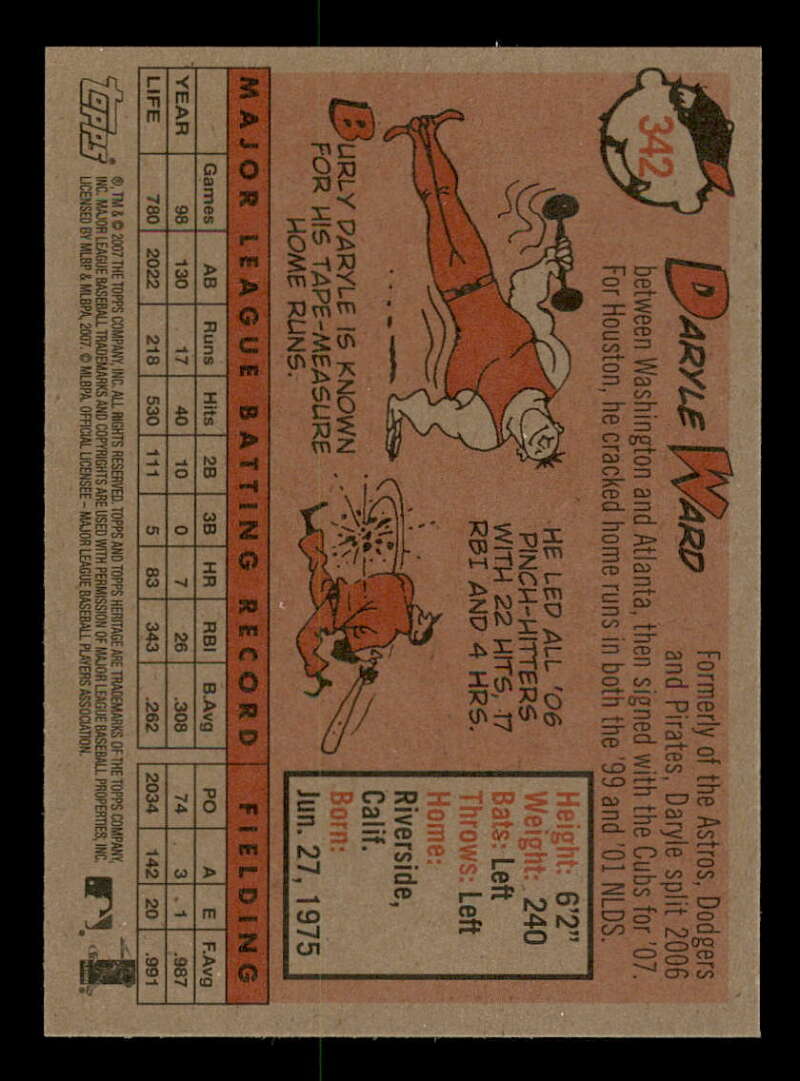 342
DARYLE WARD
Formerly of the Astros, Dodgers
and Pirates, Daryle split 2006
between Washington and Atlanta, then signed with the Cubs for '07.
For Houston, he cracked home runs in both the '99 and '01 NLDS.
BURLY DARYLE IS KNOWN
FOR HIS TAPE-MEASURE
HOME RUNS.
HE LED ALL '06
PINCH-HITTERS
WITH 22 HITS, 17
RBI AND 4 HRS.
Height: 6'2"
Weight: 240
Bats: Left
Throws: Left
Home:
Riverside,
Calif.
Born:
Jun. 27, 1975
MAJOR LEAGUE BATTING RECORD FIELDING
Games AB Runs Hits 2B 3B HR RBI B.Avg PO A E F.Avg
YEAR 98 130 17 40 10 0 7 26 .308 74 3 1 .987
LIFE 780 2022 218 530 111 5 83 343 .262 2034 142 20 .991
TOPPS®
®, TM & © 2007 THE TOPPS COMPANY, INC. ALL RIGHTS RESERVED. TOPPS AND TOPPS HERITAGE ARE TRADEMARKS OF THE TOPPS COMPANY,
INC. MAJOR LEAGUE BASEBALL TRADEMARKS AND COPYRIGHTS ARE USED WITH PERMISSION OF MAJOR LEAGUE BASEBALL PROPERTIES, INC.
LICENSED BY MLBP & MLBPA, 2007. © MLBPA. OFFICIAL LICENSEE – MAJOR LEAGUE BASEBALL PLAYERS ASSOCIATION.